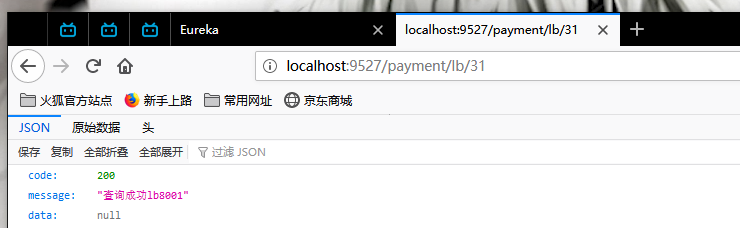 Eureka
localhost:9527/payment/lb/31
localhost:9527/payment/lb/31
火狐官方站点 新手上路 常用网址 京东商城
JSON 原始数据 头
保存 复制 全部折叠 全部展开 过滤 JSON
code: 200
message: "查询成功lb8001"
data: null